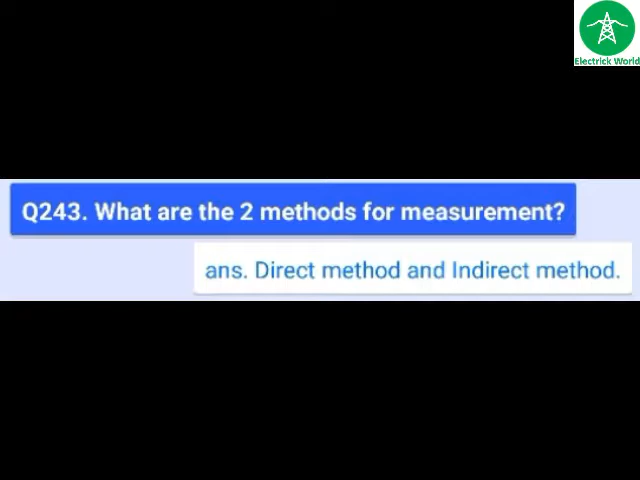 Electrick World
Q243. What are the 2 methods for measurement?
ans. Direct method and Indirect method.